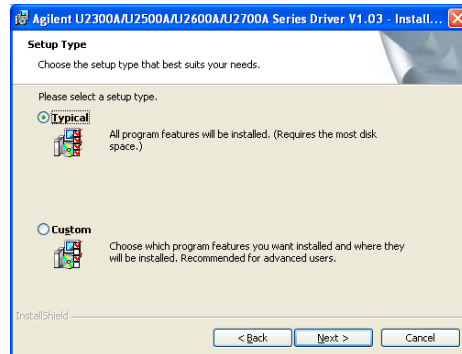 Agilent U2300A/U2500A/U2600A/U2700A Series Driver V1.03 - Install...
Setup Type
Choose the setup type that best suits your needs.
Please select a setup type.
Typical
All program features will be installed. (Requires the most disk
space.)
Custom
Choose which program features you want installed and where they
will be installed. Recommended for advanced users.
InstallShield
< Back
Next >
Cancel